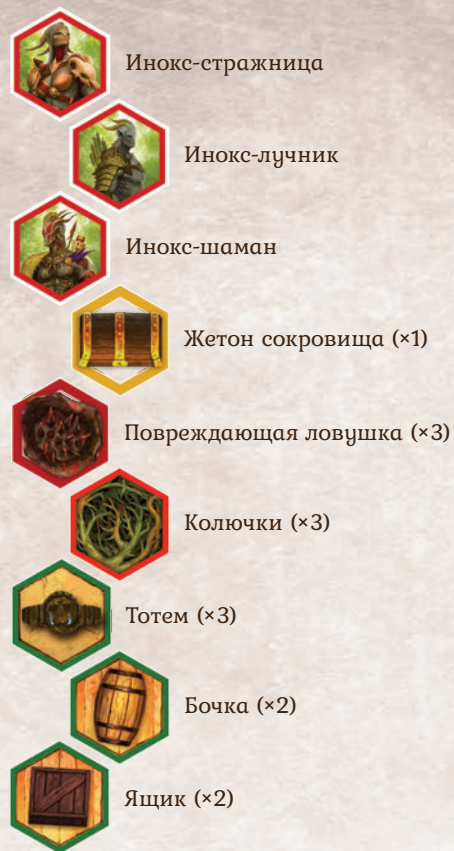 Инокс-стражница
Инокс-лучник
Инокс-шаман
Жетон сокровища (×1)
Повреждающая ловушка (×3)
Колючки (×3)
Тотем (×3)
Бочка (×2)
Ящик (×2)